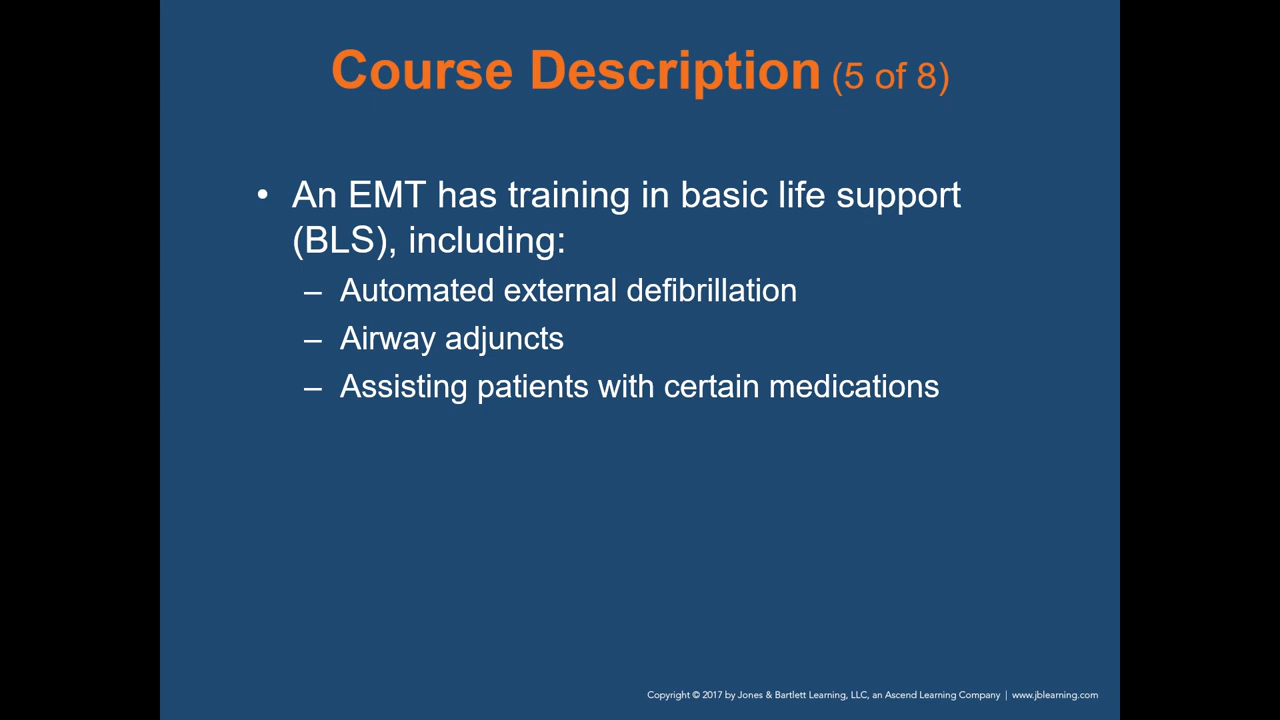 Course Description (5 of 8)
• An EMT has training in basic life support
(BLS), including:
– Automated external defibrillation
– Airway adjuncts
– Assisting patients with certain medications
Copyright © 2017 by Jones & Bartlett Learning, LLC, an Ascend Learning Company | www.jblearning.com